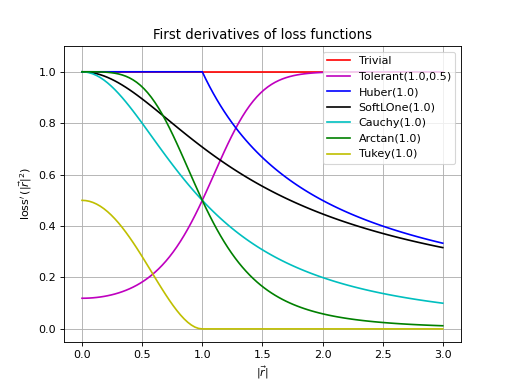 First derivatives of loss functions
loss′(|r⃗|²)
1.0
0.8
0.6
0.4
0.2
0.0
Trivial
Tolerant(1.0,0.5)
Huber(1.0)
SoftLOne(1.0)
Cauchy(1.0)
Arctan(1.0)
Tukey(1.0)
0.0 0.5 1.0 1.5 2.0 2.5 3.0
|r⃗|